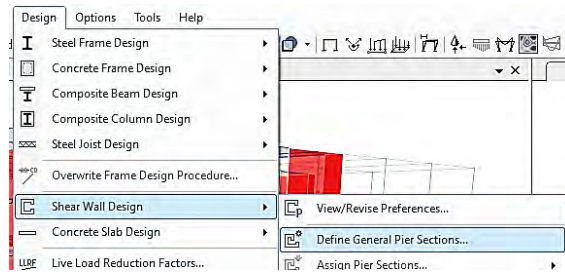 Design Options Tools Help
Steel Frame Design
Concrete Frame Design
Composite Beam Design
Composite Column Design
Steel Joist Design
Overwrite Frame Design Procedure...
Shear Wall Design
View/Revise Preferences...
Concrete Slab Design
Define General Pier Sections...
LLRF Live Load Reduction Factors...
Assign Pier Sections...